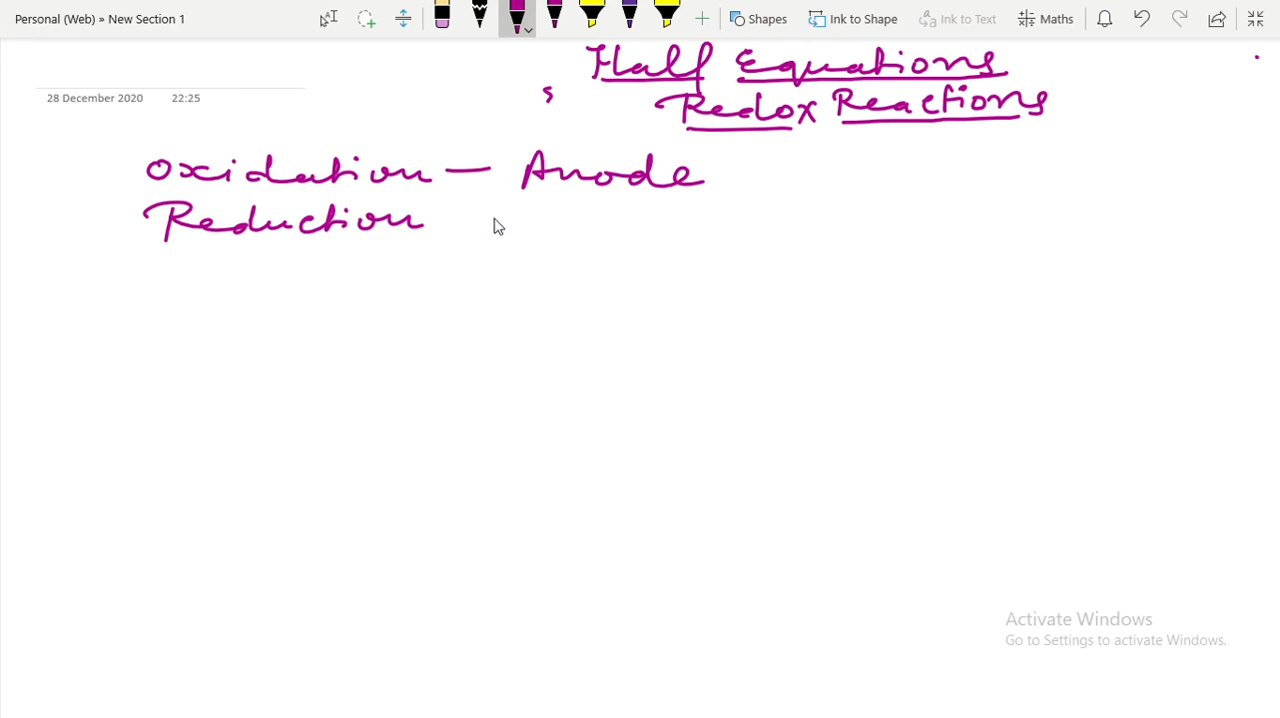 Personal (Web) » New Section 1
Shapes
Ink to Shape
Ink to Text
Maths
Half Equations
s
Redox Reactions
28 December 2020 22:25
Oxidation — Anode
Reduction
Activate Windows
Go to Settings to activate Windows.